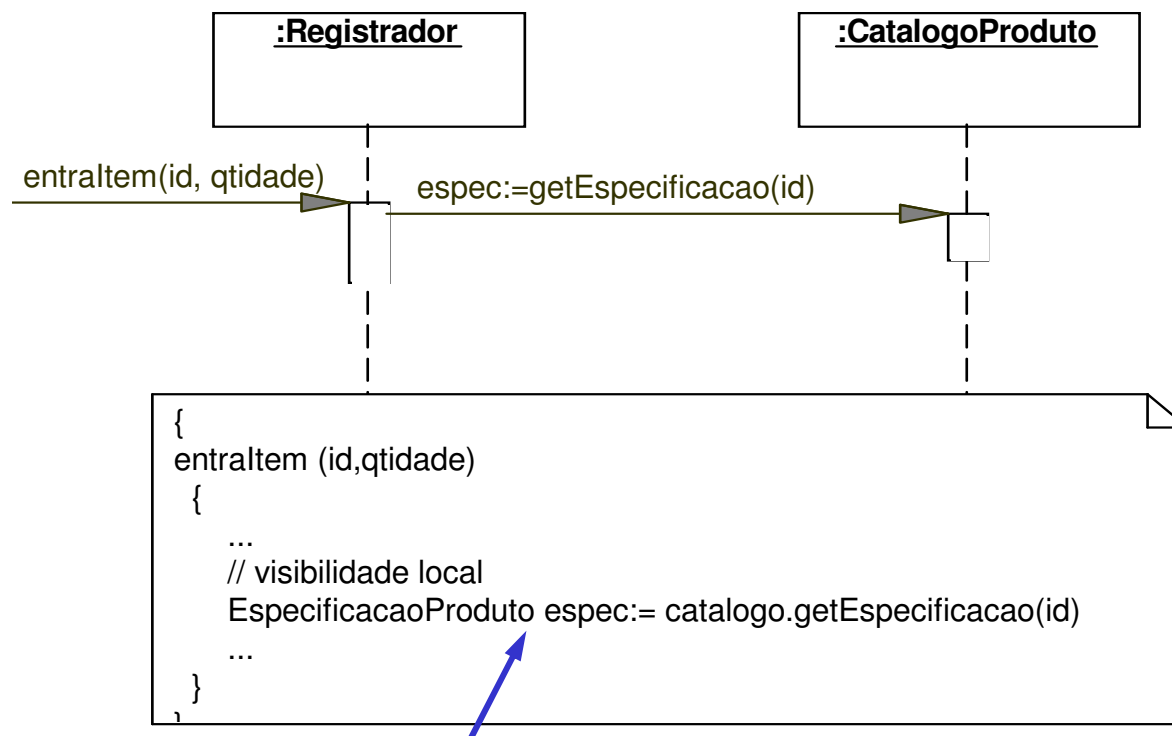 :Registrador
:CatalogoProduto
entraItem(id, qtidade)
espec:=getEspecificacao(id)
{
entraItem (id,qtidade)
{
...
// visibilidade local
EspecificacaoProduto espec:= catalogo.getEspecificacao(id)
...
}
}